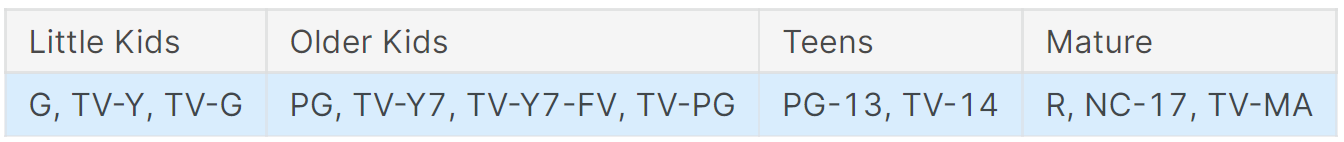 Little Kids Older Kids Teens Mature
G, TV-Y, TV-G PG, TV-Y7, TV-Y7-FV, TV-PG PG-13, TV-14 R, NC-17, TV-MA